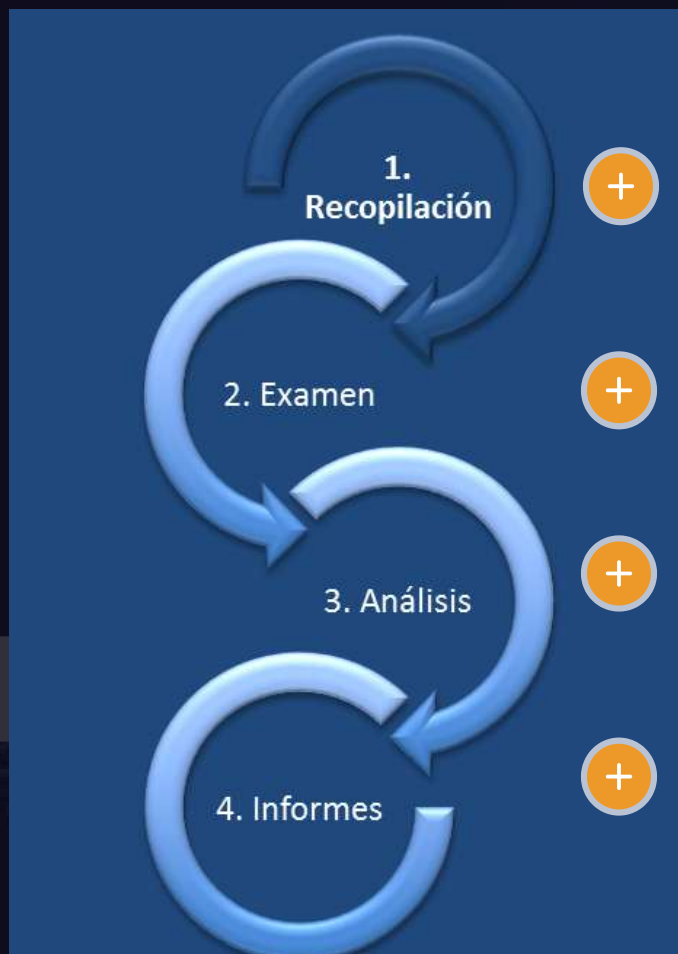 1.
Recopilación
2. Examen
3. Análisis
4. Informes